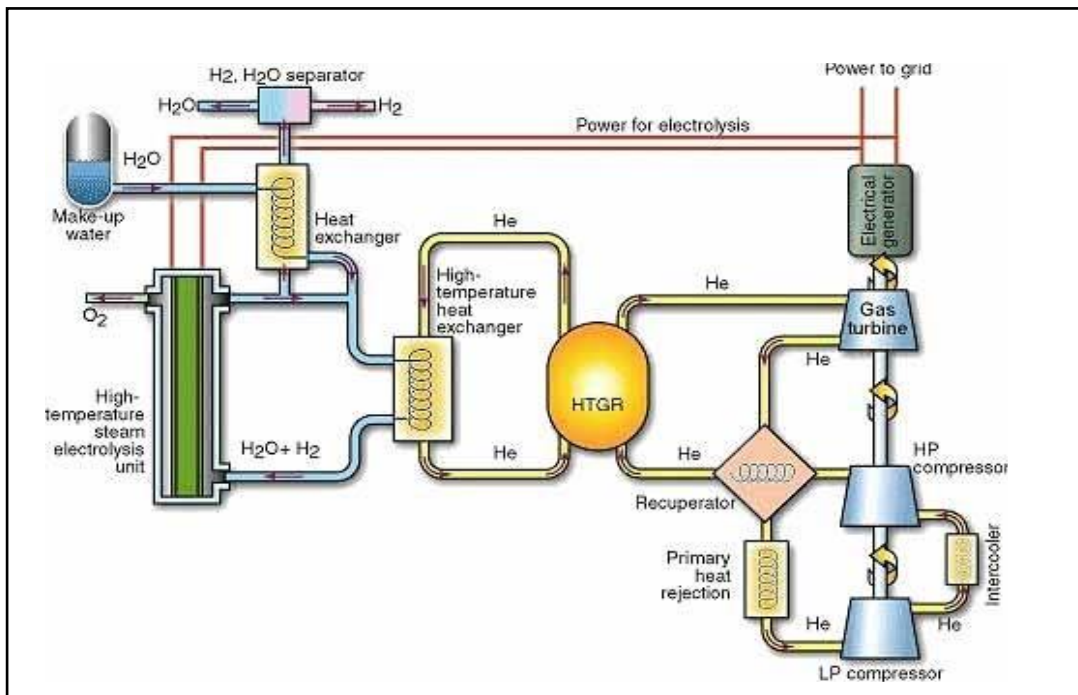 H2, H2O separator
Power to grid
H2O
H2
Power for electrolysis
H2O
Make-up
water
Heat
exchanger
Electrical
generator
He
He
High-
temperature
heat
exchanger
O2
Gas
turbine
He
HTGR
High-
temperature
steam
electrolysis
unit
H2O+ H2
He
He
HP
compressor
Recuperator
Primary
heat
rejection
Intercooler
He
He
LP compressor